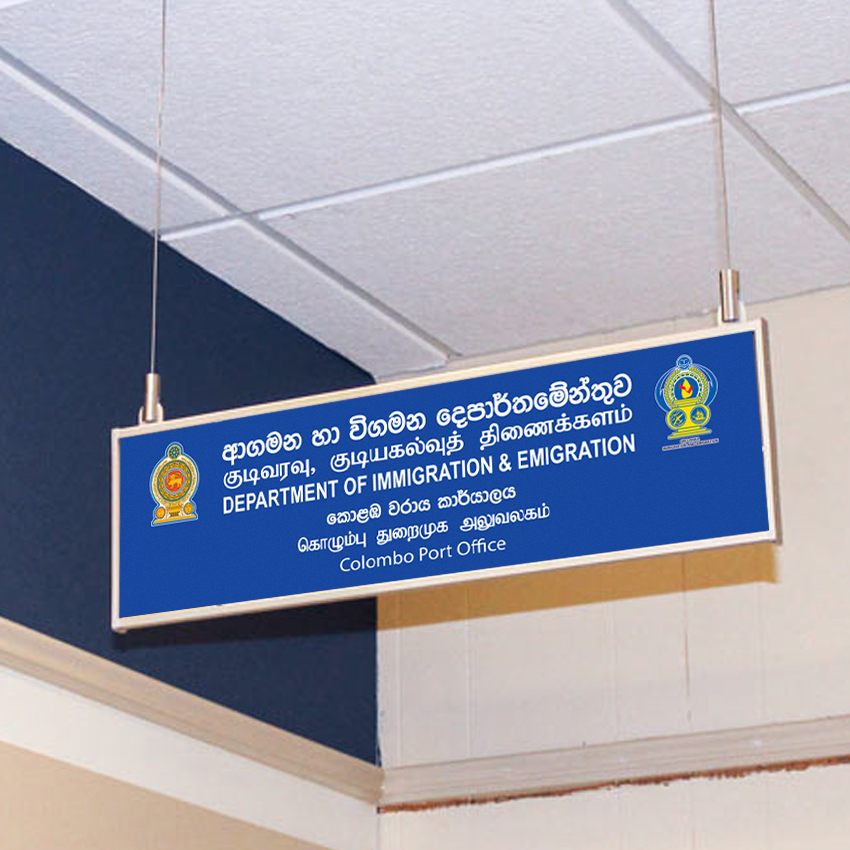 ආගමන හා විගමන දෙපාර්තමේන්තුව
குடிவரவு, குடியகல்வுத் திணைக்களம்
DEPARTMENT OF IMMIGRATION & EMIGRATION
කොළඹ වරාය කාර්යාලය
கொழும்பு துறைமுக அலுவலகம்
Colombo Port Office